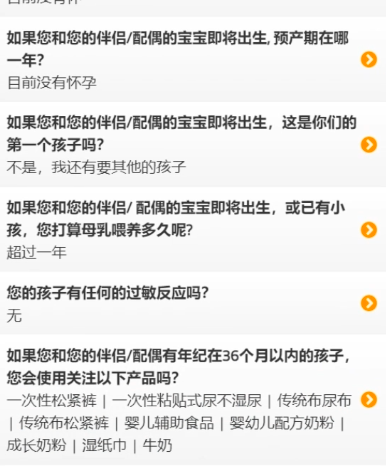 如果您和您的伴侣/配偶的宝宝即将出生, 预产期在哪
一年?
目前没有怀孕
如果您和您的伴侣/配偶的宝宝即将出生，这是你们的
第一个孩子吗?
不是，我还有要其他的孩子
如果您和您的伴侣/ 配偶的宝宝即将出生，或已有小
孩，您打算母乳喂养多久呢?
超过一年
您的孩子有任何的过敏反应吗?
无
如果您和您的伴侣/配偶有年纪在36个月以内的孩子，
您会使用关注以下产品吗?
一次性松紧裤 | 一次性粘贴式尿不湿尿 | 传统布尿布
| 传统布松紧裤 | 婴儿辅助食品 | 婴幼儿配方奶粉 |
成长奶粉 | 湿纸巾 | 牛奶